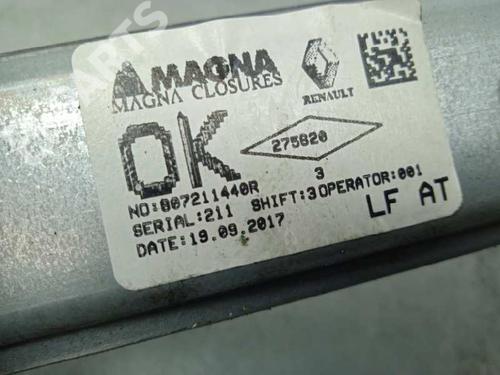 MAGNA
MAGNA CLOSURES
RENAULT
OK
275820
3
NO:807211440R
SERIAL:211 SHIFT:3 OPERATOR:001
DATE:19.09.2017
LF AT